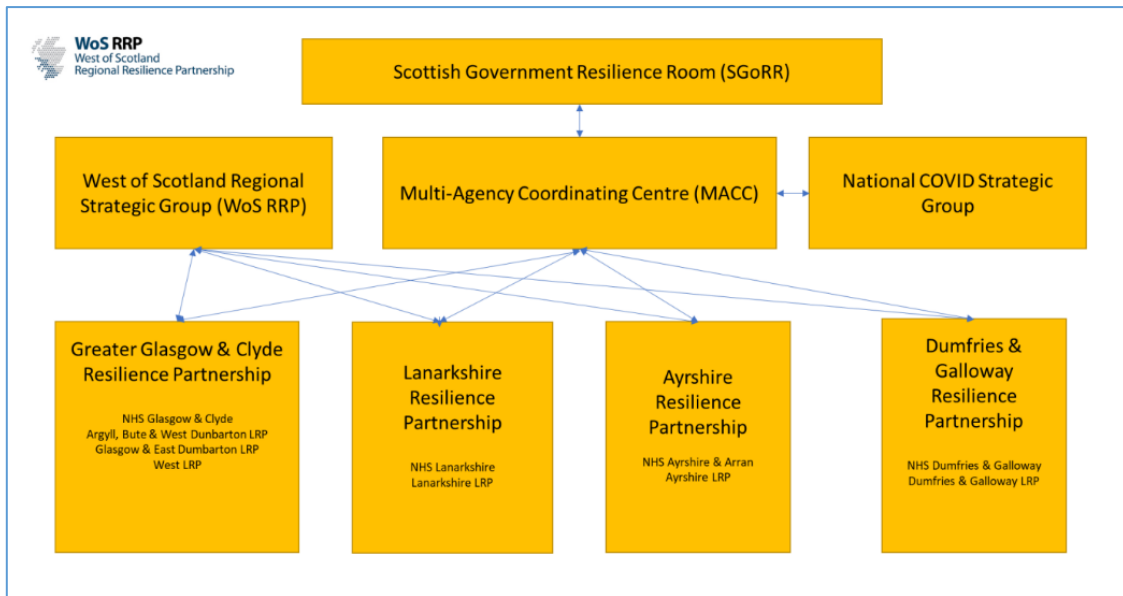 WoS RRP
West of Scotland
Regional Resilience Partnership
Scottish Government Resilience Room (SGoRR)
West of Scotland Regional
Strategic Group (WoS RRP)
Multi-Agency Coordinating Centre (MACC)
National COVID Strategic
Group
Greater Glasgow & Clyde
Resilience Partnership
NHS Glasgow & Clyde
Argyll, Bute & West Dunbarton LRP
Glasgow & East Dumbarton LRP
West LRP
Lanarkshire
Resilience
Partnership
NHS Lanarkshire
Lanarkshire LRP
Ayrshire
Resilience
Partnership
NHS Ayrshire & Arran
Ayrshire LRP
Dumfries &
Galloway
Resilience
Partnership
NHS Dumfries & Galloway
Dumfries & Galloway LRP